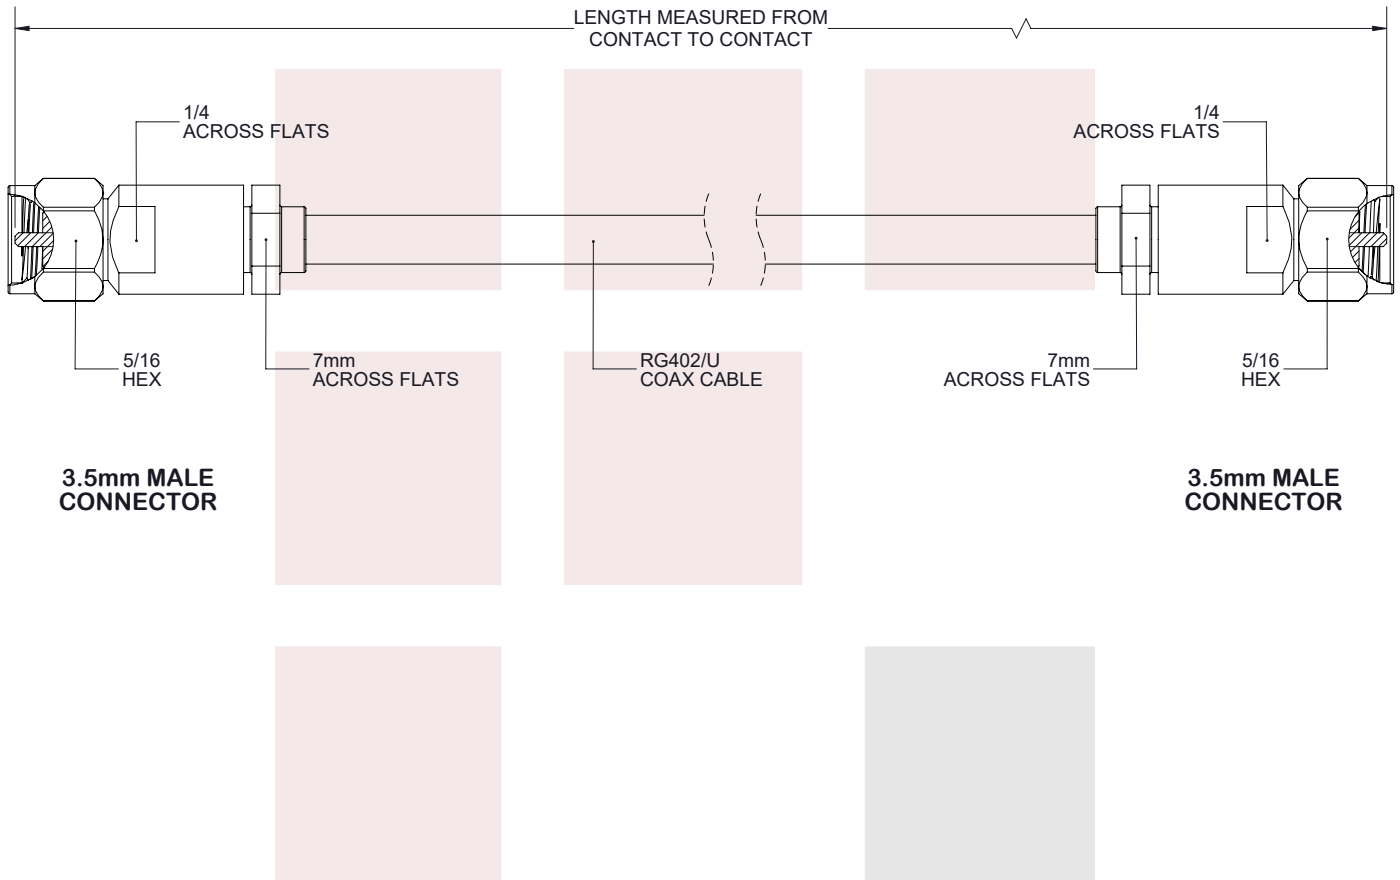 LENGTH MEASURED FROM
CONTACT TO CONTACT
1/4
ACROSS FLATS
1/4
ACROSS FLATS
5/16
HEX
7mm
ACROSS FLATS
RG402/U
COAX CABLE
7mm
ACROSS FLATS
5/16
HEX
3.5mm MALE
CONNECTOR
3.5mm MALE
CONNECTOR